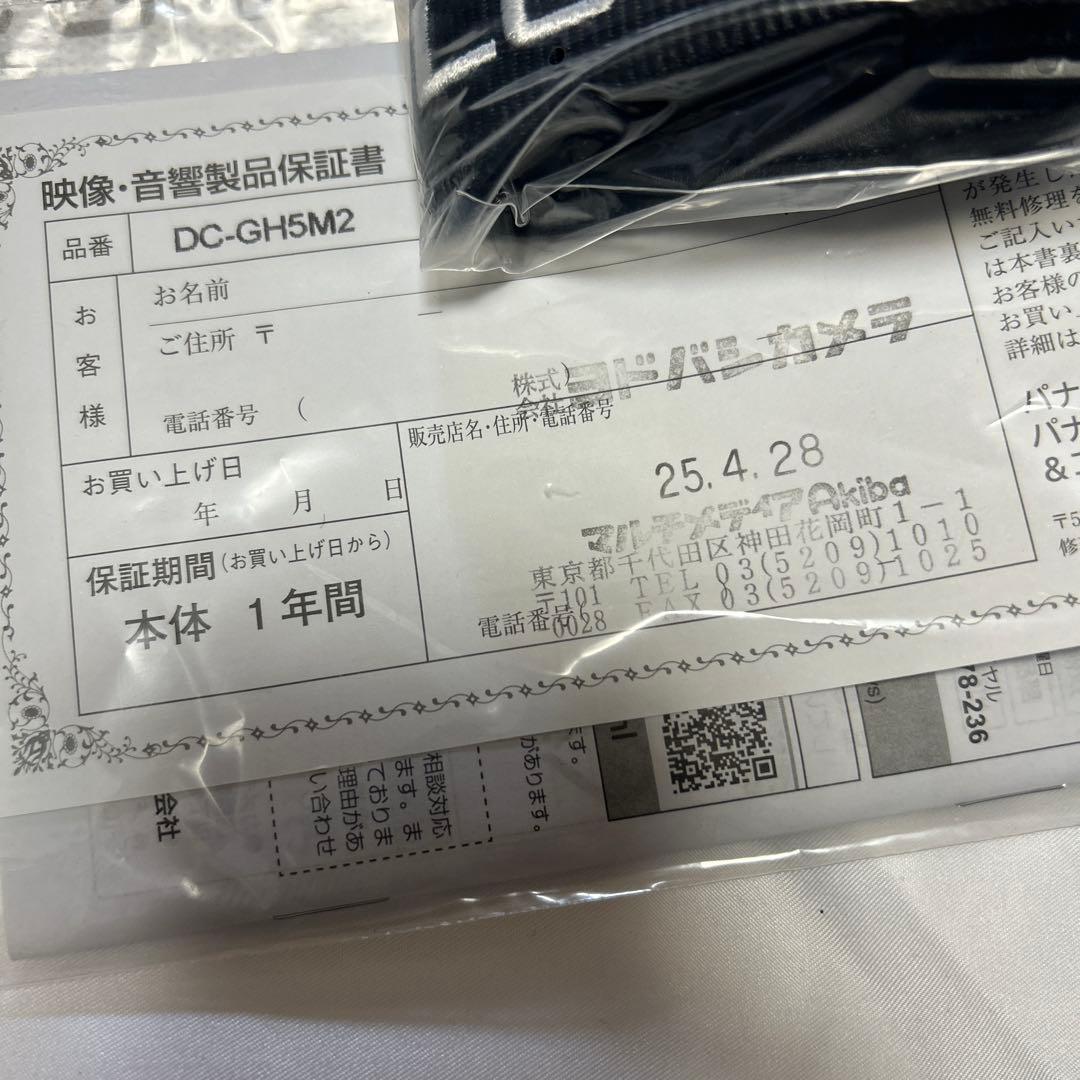 映像・音響製品保証書
品番 DC-GH5M2
お客様
お名前
ご住所 〒
電話番号 (
)
お買い上げ日
年 月 日
保証期間(お買い上げ日から)
本体 1年間
株式会社ヨドバシカメラ
販売店名・住所・電話番号
25.4.28
マルチメディアAkiba
東京都千代田区神田花岡町1-1
〒101 TEL 03(5209)1010
0028 FAX 03(5209)1025
電話番号
が発生した
無料修理を
ご記入い
は本書裏
お客様の
お買い上
詳細は
パナ
パナ
&コ
〒5
修
会社
相談対応
ます。ま
ておりま
理由があ
い合わせ
があります。
ます。
ml
/s)
ヤル
78-236
曜日